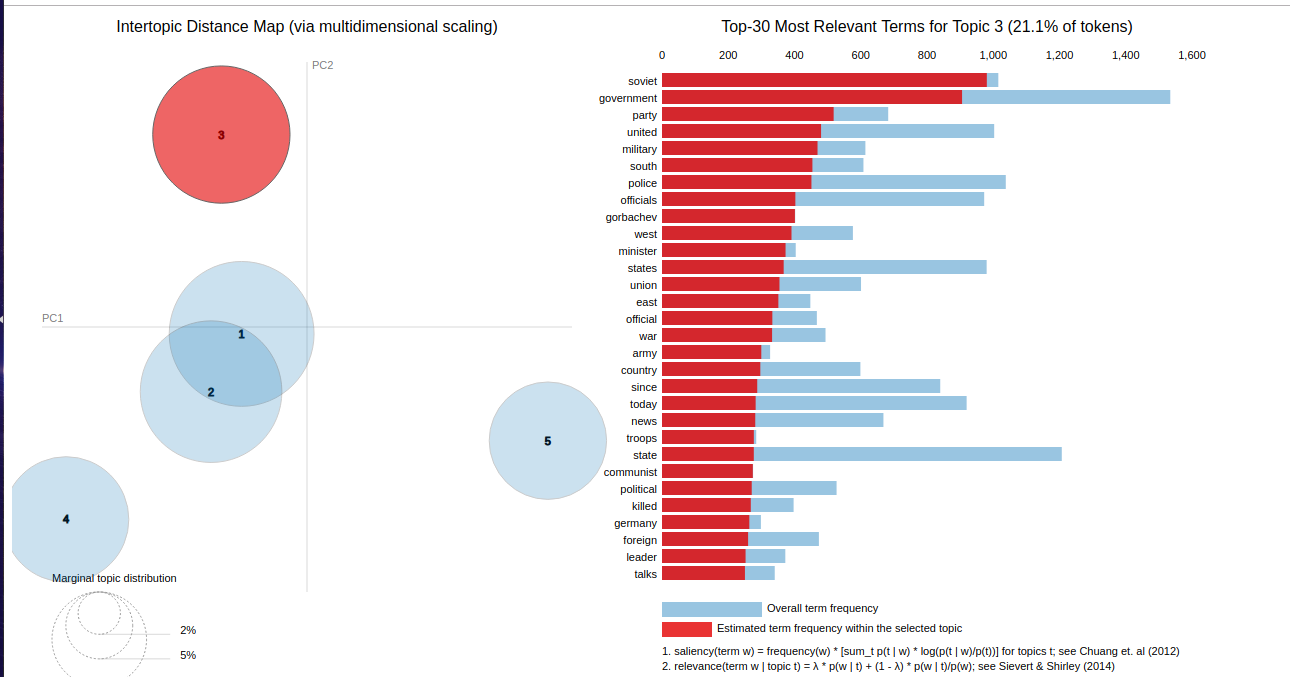 Intertopic Distance Map (via multidimensional scaling)
PC2
PC1
3
1
2
5
4
Marginal topic distribution
2%
5%
Top-30 Most Relevant Terms for Topic 3 (21.1% of tokens)
0 200 400 600 800 1,000 1,200 1,400 1,600
soviet
government
party
united
military
south
police
officials
gorbachev
west
minister
states
union
east
official
war
army
country
since
today
news
troops
state
communist
political
killed
germany
foreign
leader
talks
Overall term frequency
Estimated term frequency within the selected topic
1. saliency(term w) = frequency(w) * [sum_t p(t | w) * log(p(t | w)/p(t))] for topics t; see Chuang et. al (2012)
2. relevance(term w | topic t) = λ * p(w | t) + (1 - λ) * p(w | t)/p(w); see Sievert & Shirley (2014)